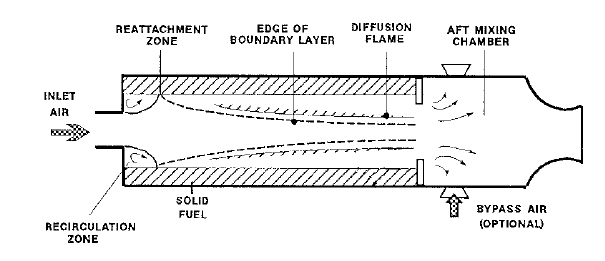 REATTACHMENT
ZONE
EDGE OF
BOUNDARY LAYER
DIFFUSION
FLAME
AFT MIXING
CHAMBER
INLET
AIR
SOLID
FUEL
RECIRCULATION
ZONE
BYPASS AIR
(OPTIONAL)